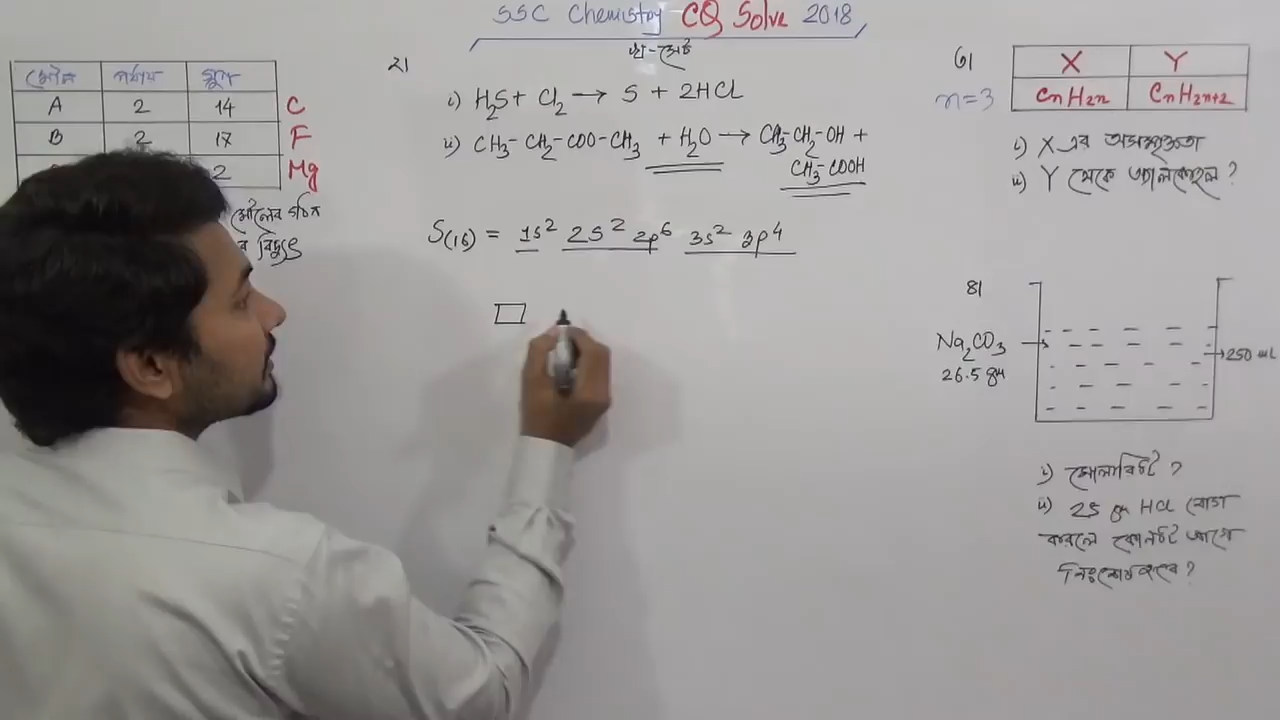 SSC Chemistry CQ Solve 2018
খ-সেট
মৌল পর্যায় গ্রুপ
A 2 14 C
B 2 17 F
2 Mg
মৌলের গঠন
র বিদ্যুৎ
২।
i) H₂S + Cl₂ → S + 2HCl
ii) CH₃-CH₂-COO-CH₃ + H₂O → CH₃-CH₂-OH +
CH₃-COOH
S(16) = 1s² 2s² 2p⁶ 3s² 3p⁴
৩।
X Y
n=3 CnH2n CnH2n+2
i) X এর অসম্পৃক্ততা
ii) Y থেকে অ্যালকোহল ?
৪।
Na₂CO₃
26.5 gm
250 mL
i) মোলারিটি ?
ii) 25 gm HCl যোগ
করলে কোনটি আগে
নিঃশেষ হবে ?